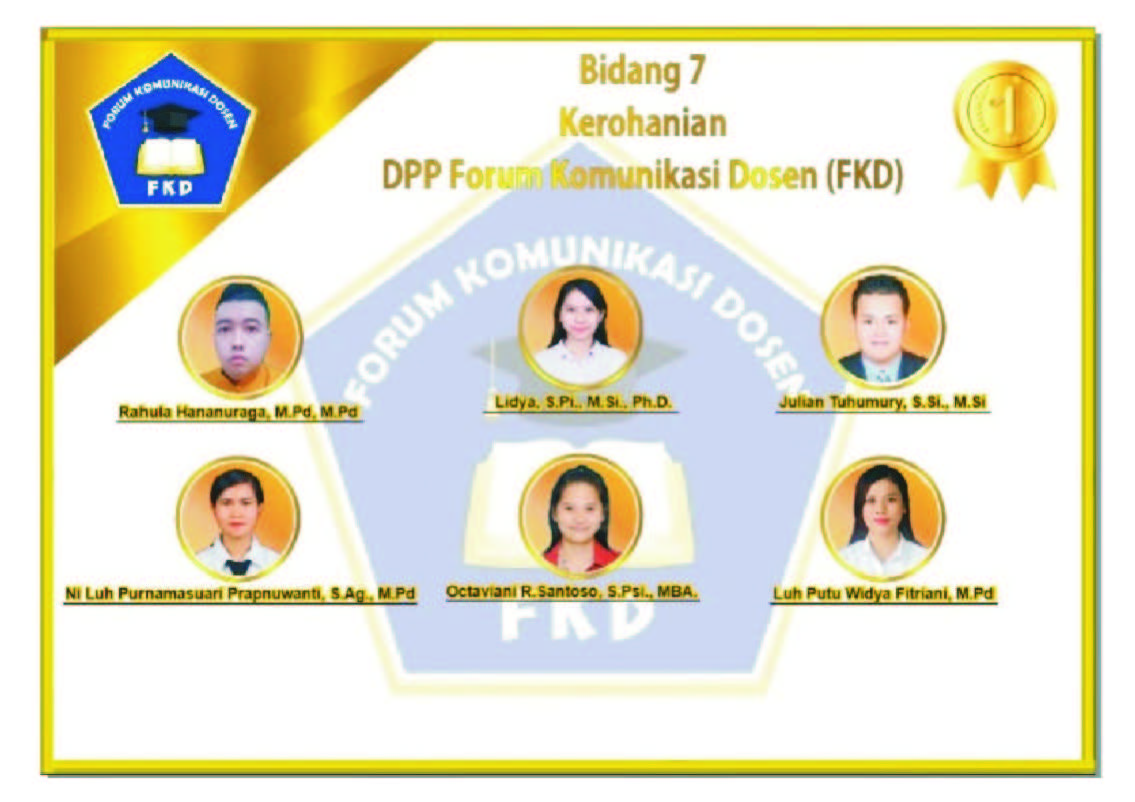 FORUM KOMUNIKASI DOSEN
FKD
Bidang 7
Kerohanian
DPP Forum Komunikasi Dosen (FKD)
1
FORUM KOMUNIKASI DOSEN
Rahula Hananuraga, M.Pd, M.Pd
Lidya, S.Pi., M.Si., Ph.D.
Julian Tuhumury, S.Si., M.Si
Ni Luh Purnamasuari Prapnuwanti, S.Ag., M.Pd
Octaviani R.Santoso, S.Psi., MBA.
Luh Putu Widya Fitriani, M.Pd
FKD